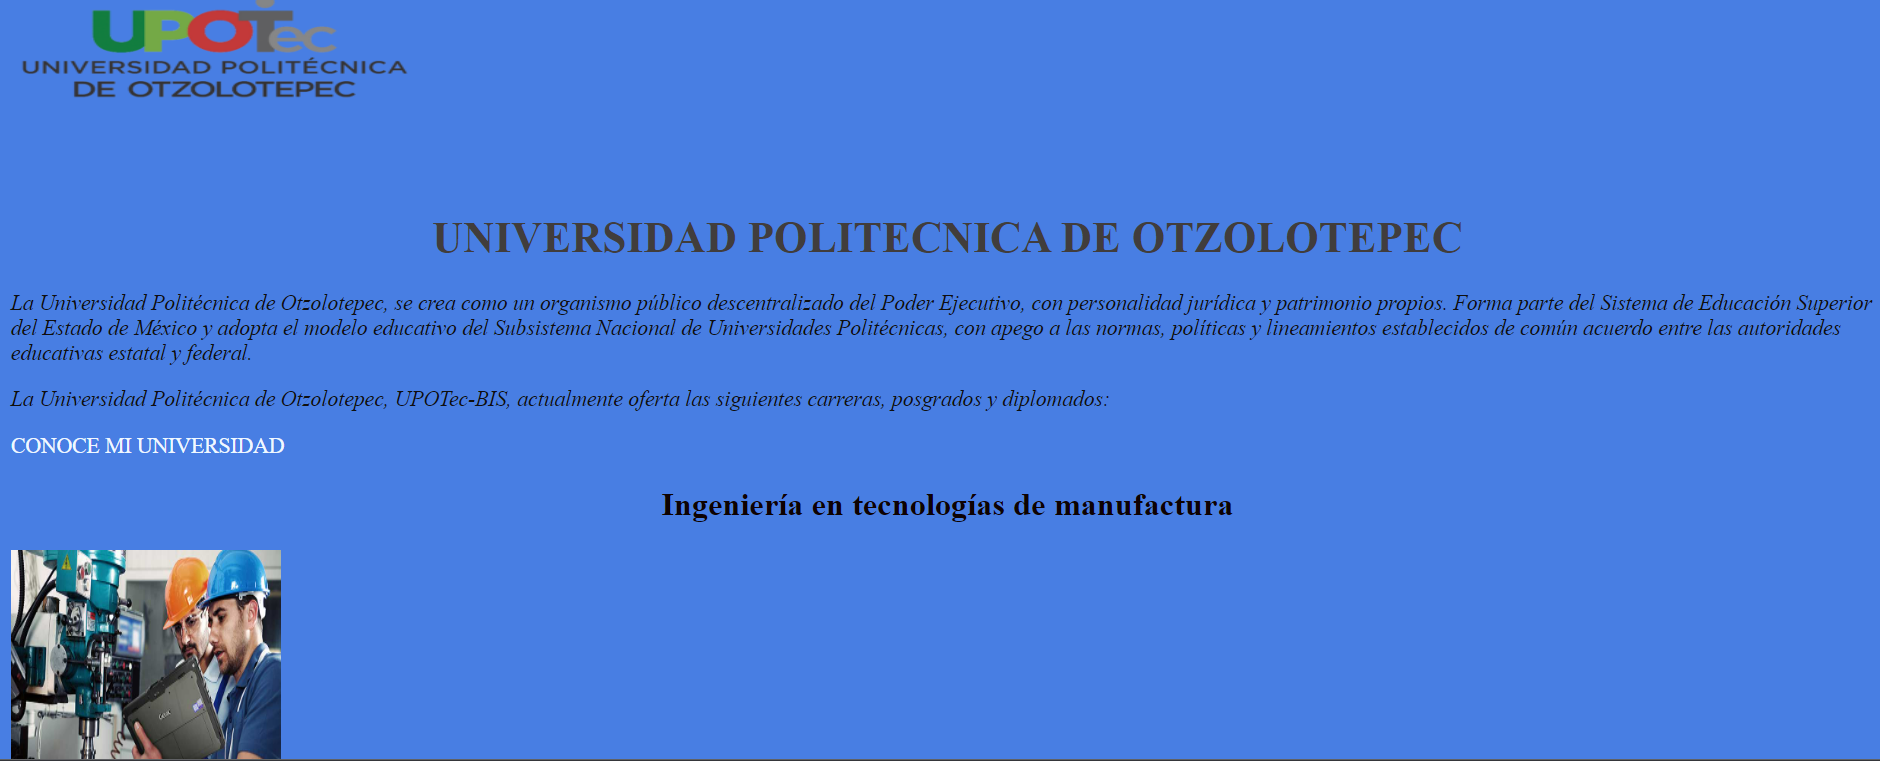 UPOTec
UNIVERSIDAD POLITÉCNICA
DE OTZOLOTEPEC
UNIVERSIDAD POLITECNICA DE OTZOLOTEPEC
La Universidad Politécnica de Otzolotepec, se crea como un organismo público descentralizado del Poder Ejecutivo, con personalidad jurídica y patrimonio propios. Forma parte del Sistema de Educación Superior
del Estado de México y adopta el modelo educativo del Subsistema Nacional de Universidades Politécnicas, con apego a las normas, políticas y lineamientos establecidos de común acuerdo entre las autoridades
educativas estatal y federal.
La Universidad Politécnica de Otzolotepec, UPOTec-BIS, actualmente oferta las siguientes carreras, posgrados y diplomados:
CONOCE MI UNIVERSIDAD
Ingeniería en tecnologías de manufactura
Getac